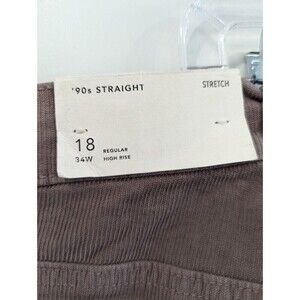 '90s STRAIGHT STRETCH
18 REGULAR
34W HIGH RISE